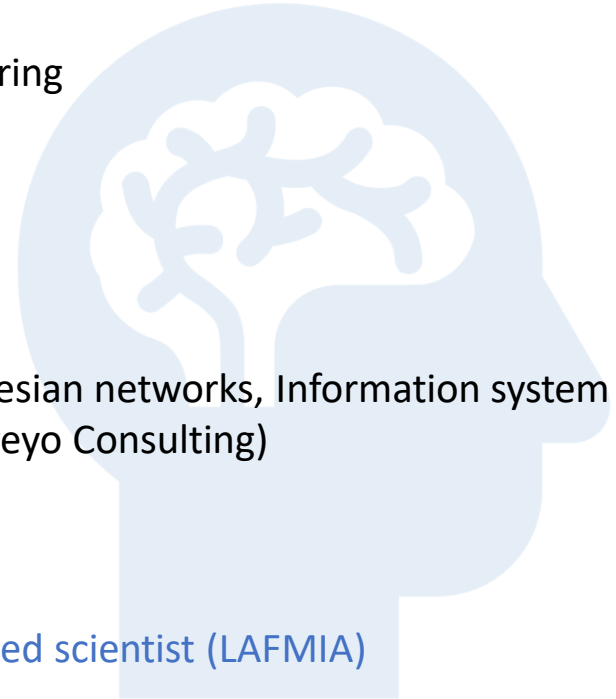 ring
esian networks, Information system
eyo Consulting)
ed scientist (LAFMIA)